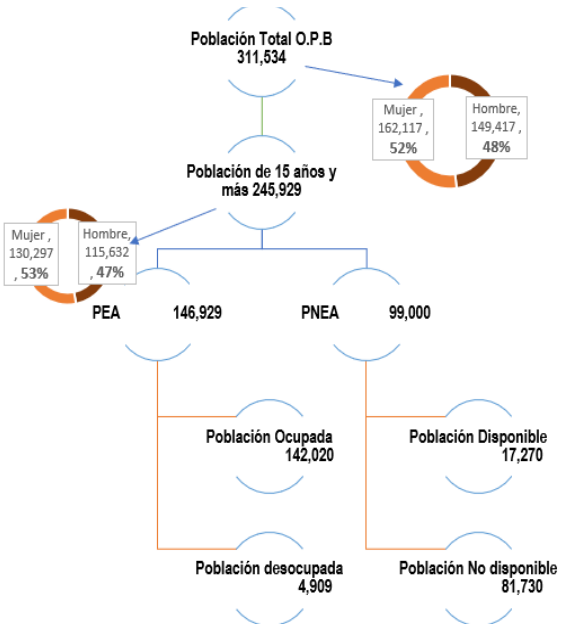 Población Total O.P.B
311,534
Mujer ,
162,117 ,
52%
Hombre,
149,417 ,
48%
Población de 15 años y
más 245,929
Mujer ,
130,297
, 53%
Hombre,
115,632
, 47%
PEA 146,929
PNEA 99,000
Población Ocupada
142,020
Población Disponible
17,270
Población desocupada
4,909
Población No disponible
81,730